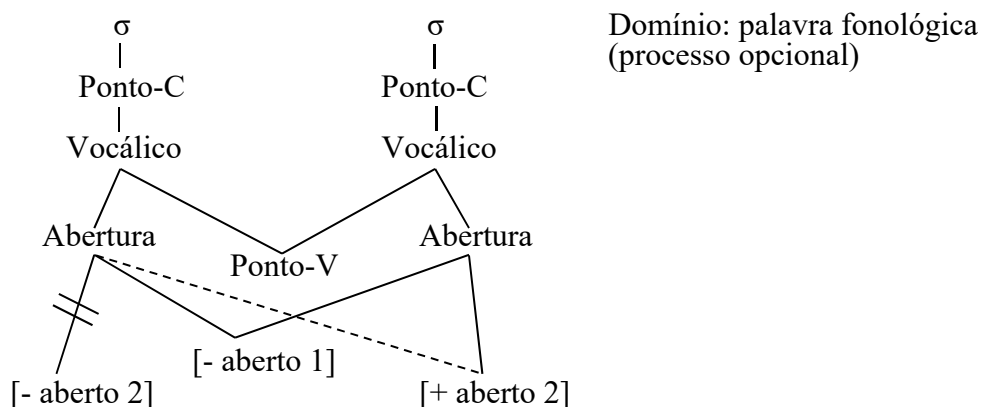 σ σ Domínio: palavra fonológica
(processo opcional)
Ponto-C Ponto-C
Vocálico Vocálico
Abertura Abertura
Ponto-V
[- aberto 1]
[- aberto 2] [+ aberto 2]